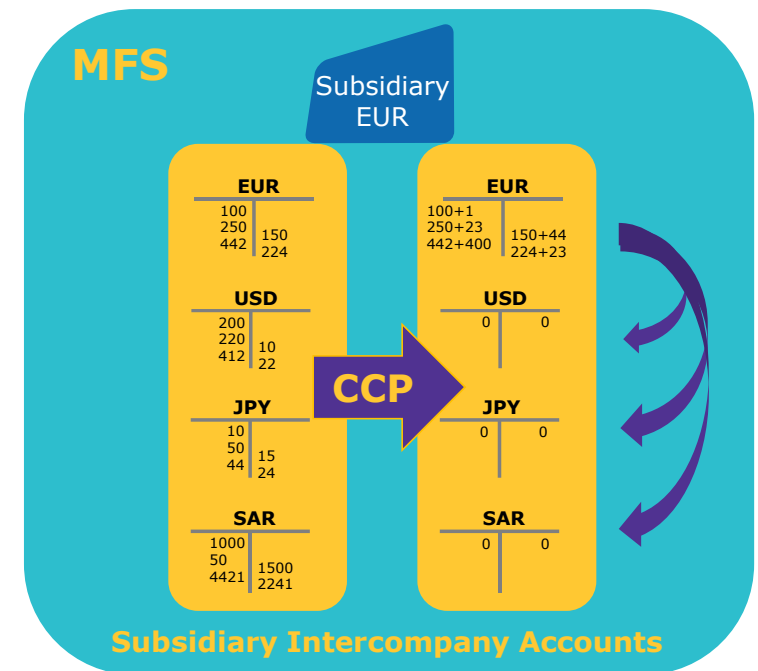 MFS
Subsidiary
EUR
EUR
100
250
442
150
224
USD
200
220
412
10
22
JPY
10
50
44
15
24
SAR
1000
50
4421
1500
2241
CCP
EUR
100+1
250+23
442+400
150+44
224+23
USD
0 0
JPY
0 0
SAR
0 0
Subsidiary Intercompany Accounts